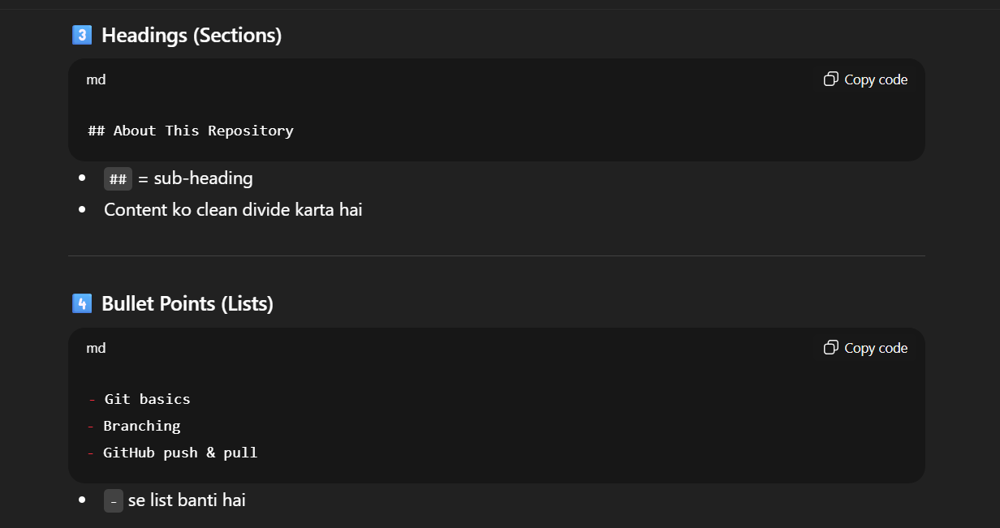 3 Headings (Sections)
md
Copy code
## About This Repository
• ## = sub-heading
• Content ko clean divide karta hai
4 Bullet Points (Lists)
md
Copy code
- Git basics
- Branching
- GitHub push & pull
• - se list banti hai